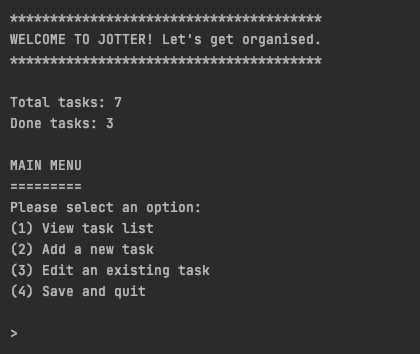 ***************************************
WELCOME TO JOTTER! Let's get organised.
***************************************
Total tasks: 7
Done tasks: 3
MAIN MENU
=========
Please select an option:
(1) View task list
(2) Add a new task
(3) Edit an existing task
(4) Save and quit
>